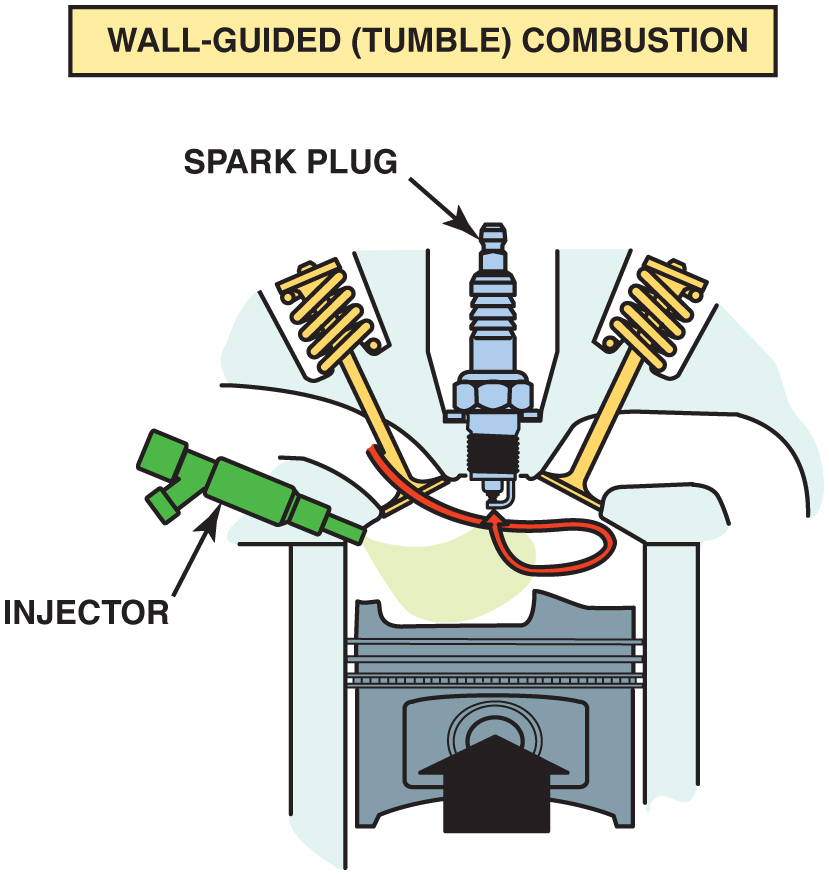 WALL-GUIDED (TUMBLE) COMBUSTION
SPARK PLUG
INJECTOR